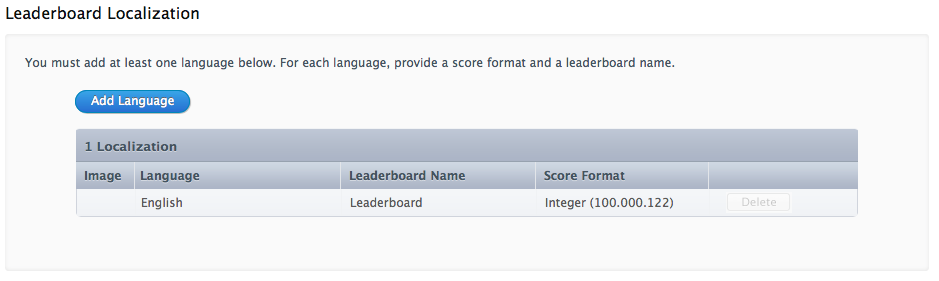 Leaderboard Localization
You must add at least one language below. For each language, provide a score format and a leaderboard name.
Add Language
1 Localization
Image Language Leaderboard Name Score Format
English Leaderboard Integer (100.000.122) Delete